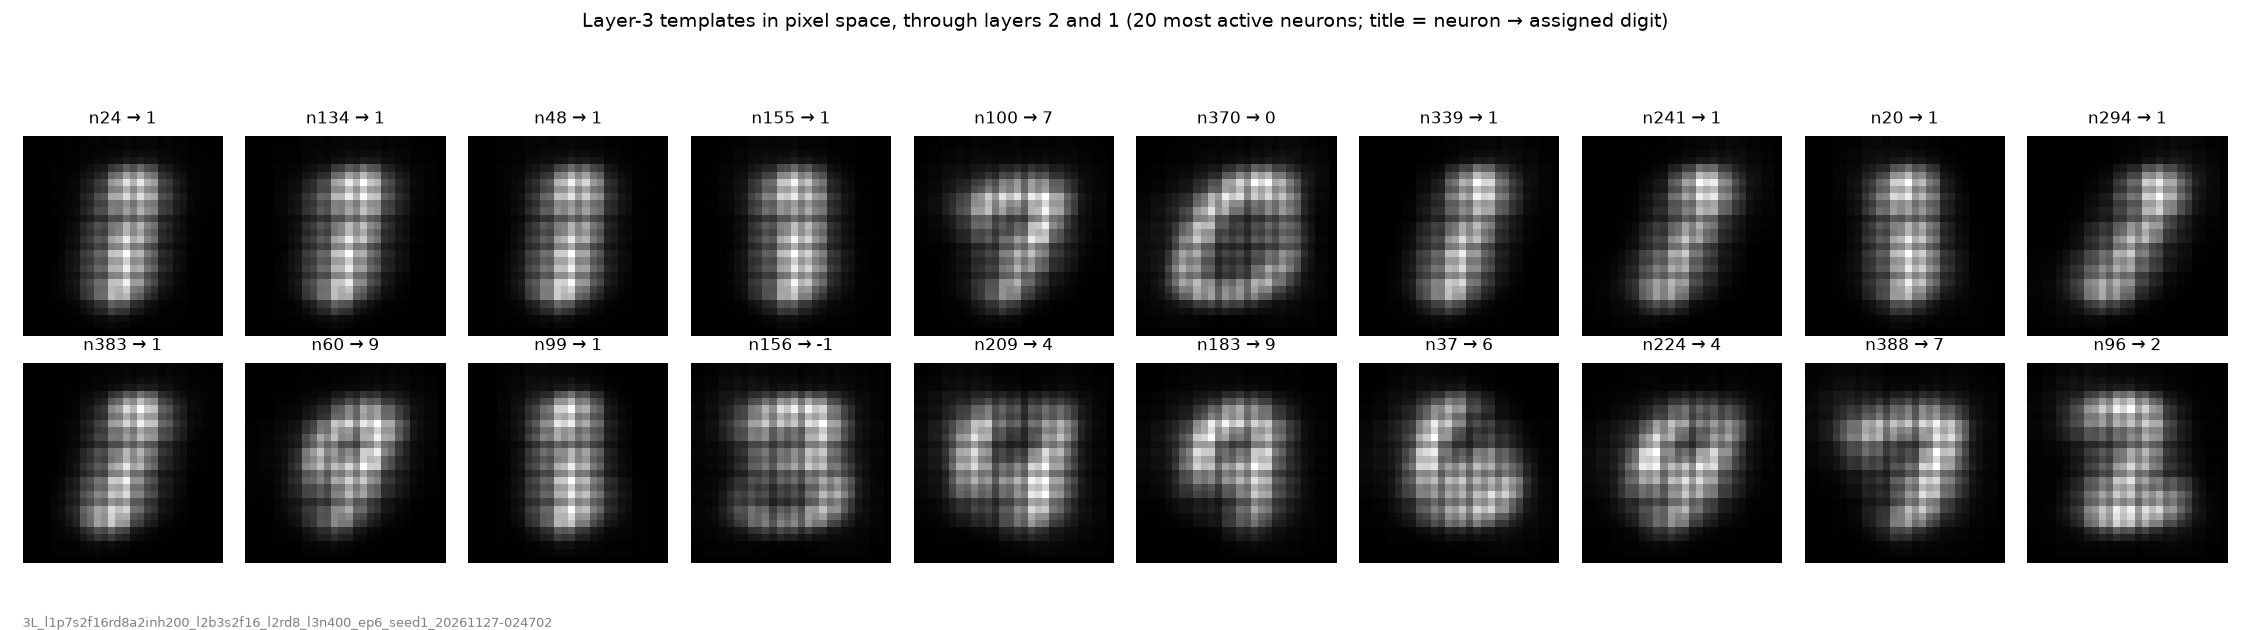 Layer-3 templates in pixel space, through layers 2 and 1 (20 most active neurons; title = neuron → assigned digit)
n24 → 1 n134 → 1 n48 → 1 n155 → 1 n100 → 7 n370 → 0 n339 → 1 n241 → 1 n20 → 1 n294 → 1
n383 → 1 n60 → 9 n99 → 1 n156 → -1 n209 → 4 n183 → 9 n37 → 6 n224 → 4 n388 → 7 n96 → 2
3L_l1p7s2f16rd8a2inh200_l2b3s2f16_l2rd8_l3n400_ep6_seed1_20261127-024702